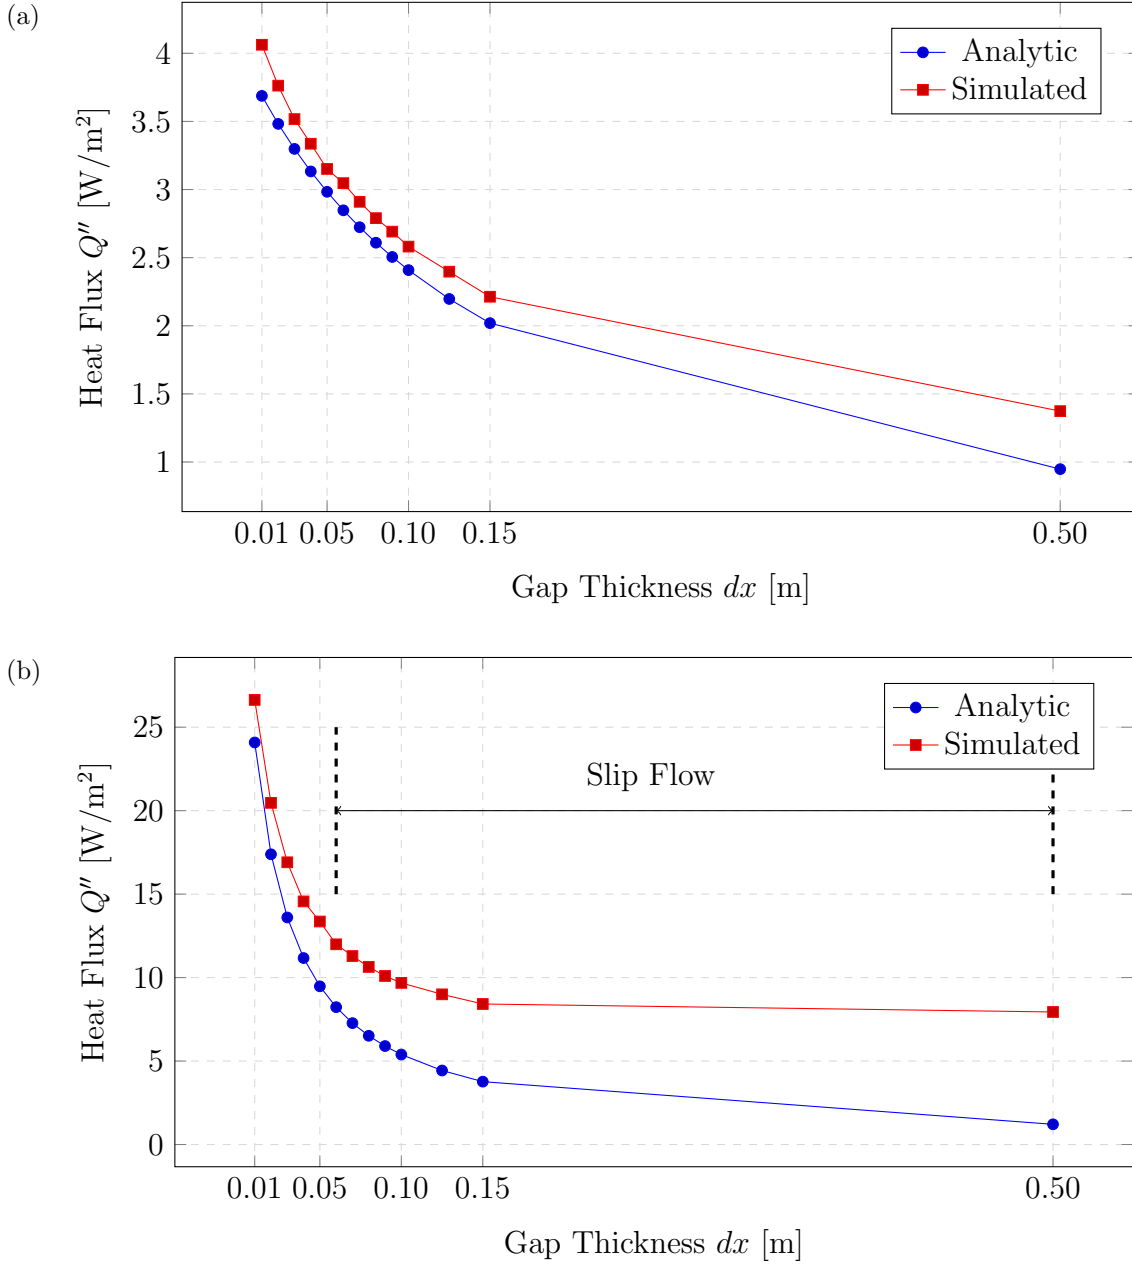 (a)
Analytic
Simulated
Heat Flux Q″ [W/m²]
4
3.5
3
2.5
2
1.5
1
0.01 0.05 0.10 0.15 0.50
Gap Thickness dx [m]
(b)
Analytic
Simulated
Slip Flow
Heat Flux Q″ [W/m²]
25
20
15
10
5
0
0.01 0.05 0.10 0.15 0.50
Gap Thickness dx [m]